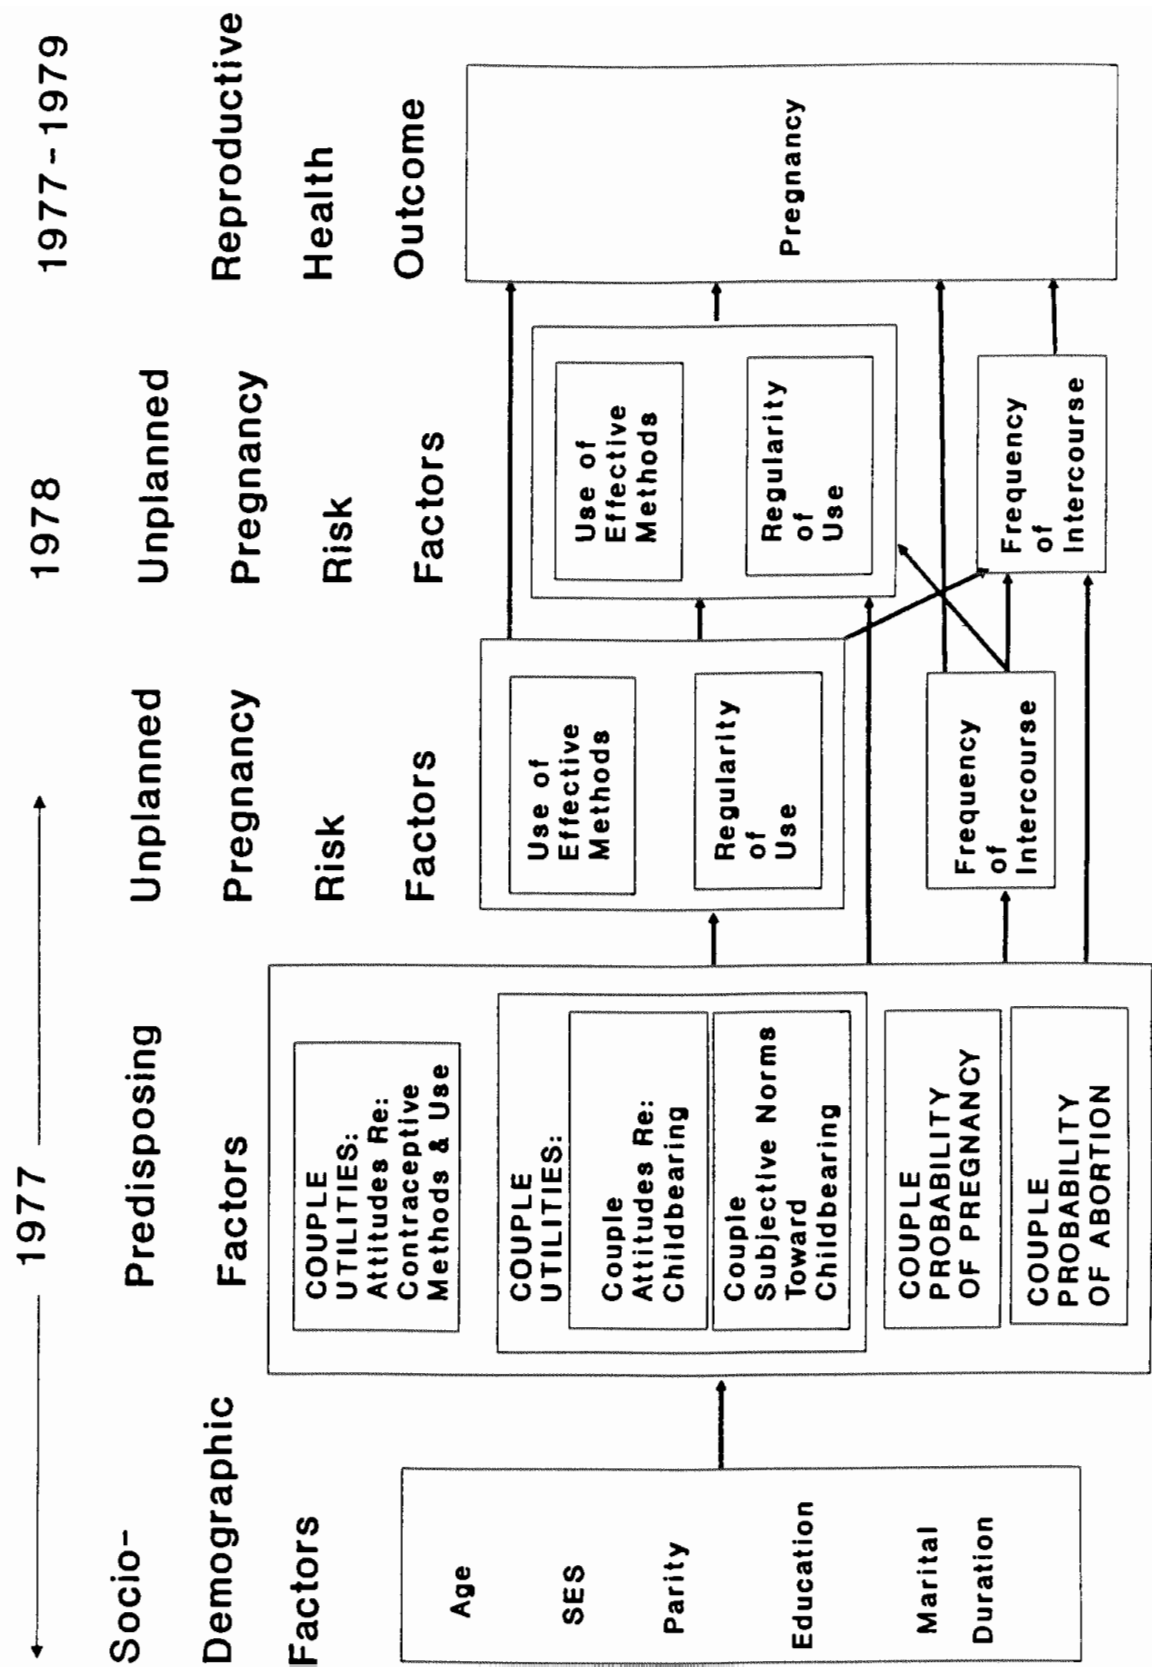 1977
1978
1977-1979
Socio-
Demographic
Factors
Predisposing
Factors
Unplanned
Pregnancy
Risk
Factors
Unplanned
Pregnancy
Risk
Factors
Reproductive
Health
Outcome
Age
SES
Parity
Education
Marital
Duration
COUPLE
UTILITIES:
Attitudes Re:
Contraceptive
Methods & Use
COUPLE
UTILITIES:
Couple
Attitudes Re:
Childbearing
Couple
Subjective Norms
Toward
Childbearing
COUPLE
PROBABILITY
OF PREGNANCY
COUPLE
PROBABILITY
OF ABORTION
Use of
Effective
Methods
Regularity
of
Use
Frequency
of
Intercourse
Use of
Effective
Methods
Regularity
of
Use
Frequency
of
Intercourse
Pregnancy